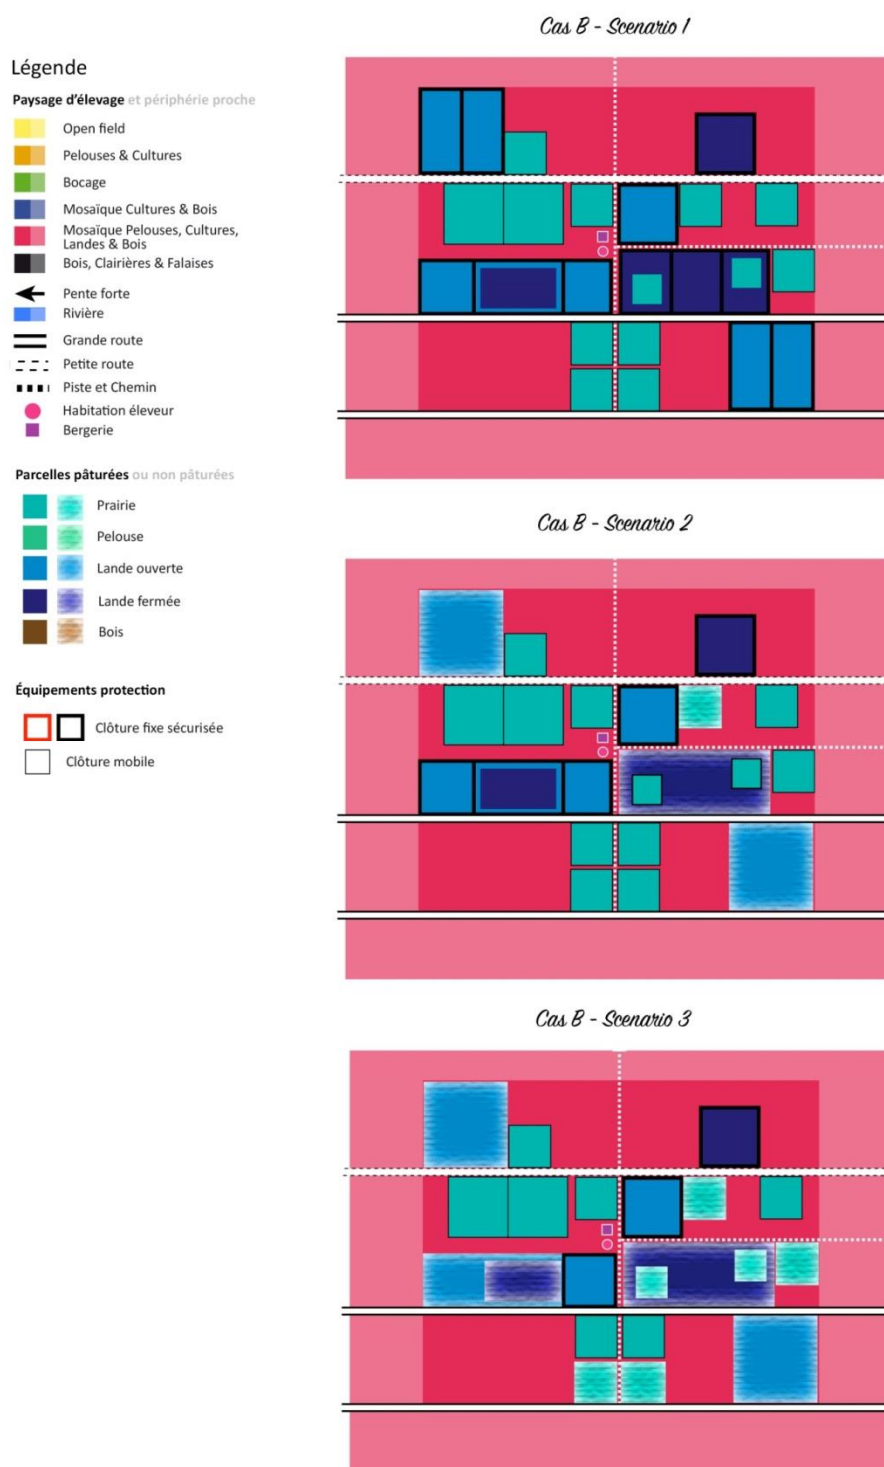 Cas B - Scenario 1
Légende
Paysage d'élevage et périphérie proche
Open field
Pelouses & Cultures
Bocage
Mosaïque Cultures & Bois
Mosaïque Pelouses, Cultures,
Landes & Bois
Bois, Clairières & Falaises
Pente forte
Rivière
Grande route
Petite route
Piste et Chemin
Habitation éleveur
Bergerie
Parcelles pâturées ou non pâturées
Prairie
Pelouse
Lande ouverte
Lande fermée
Bois
Équipements protection
Clôture fixe sécurisée
Clôture mobile
Cas B - Scenario 2
Cas B - Scenario 3